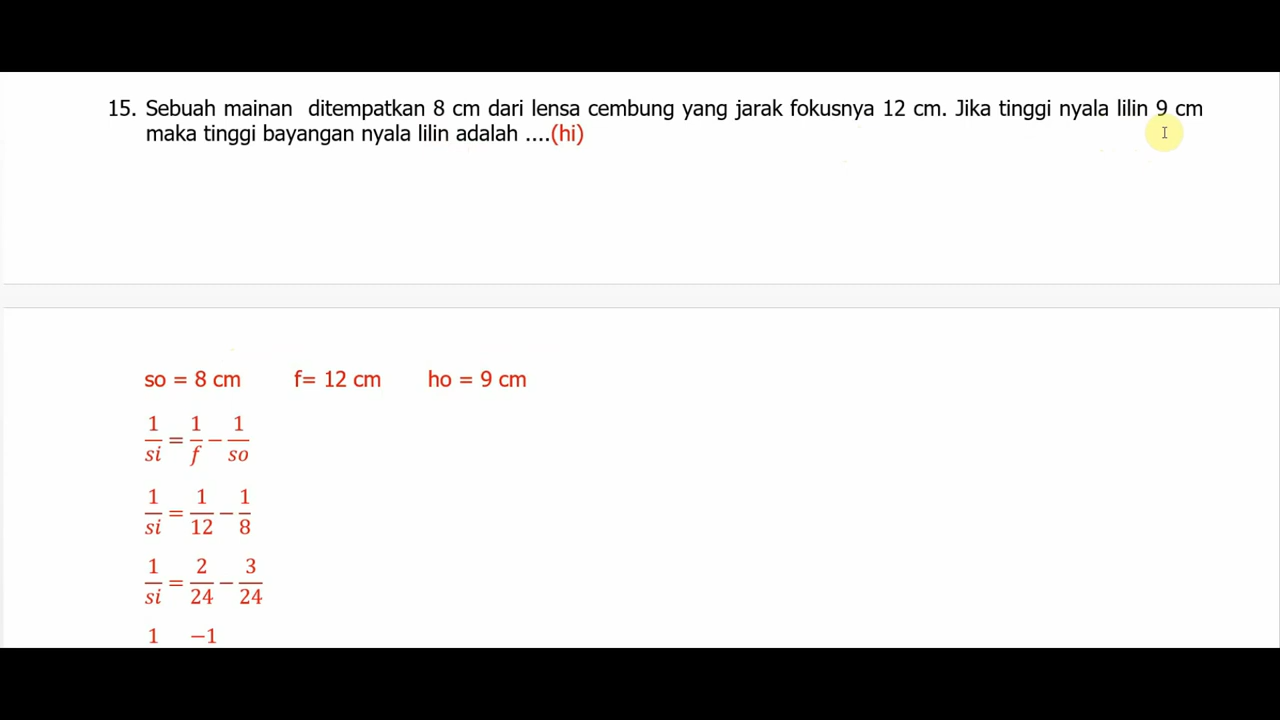 15. Sebuah mainan ditempatkan 8 cm dari lensa cembung yang jarak fokusnya 12 cm. Jika tinggi nyala lilin 9 cm
maka tinggi bayangan nyala lilin adalah ....(hi)
so = 8 cm f= 12 cm ho = 9 cm
1/si = 1/f − 1/so
1/si = 1/12 − 1/8
1/si = 2/24 − 3/24
1 −1